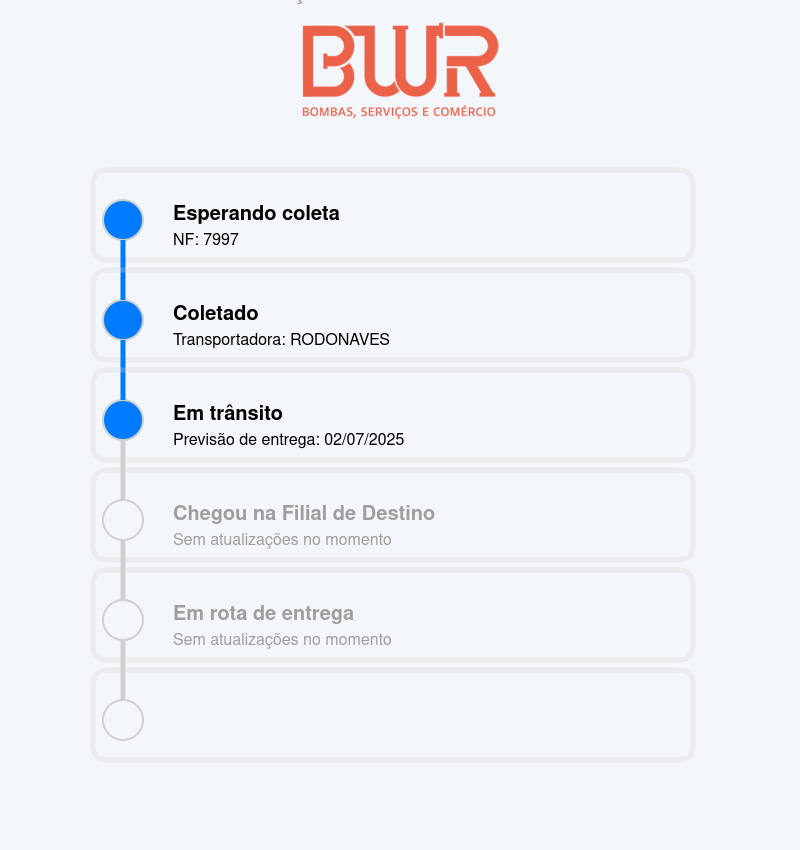 BWR
BOMBAS, SERVIÇOS E COMÉRCIO
Esperando coleta
NF: 7997
Coletado
Transportadora: RODONAVES
Em trânsito
Previsão de entrega: 02/07/2025
Chegou na Filial de Destino
Sem atualizações no momento
Em rota de entrega
Sem atualizações no momento